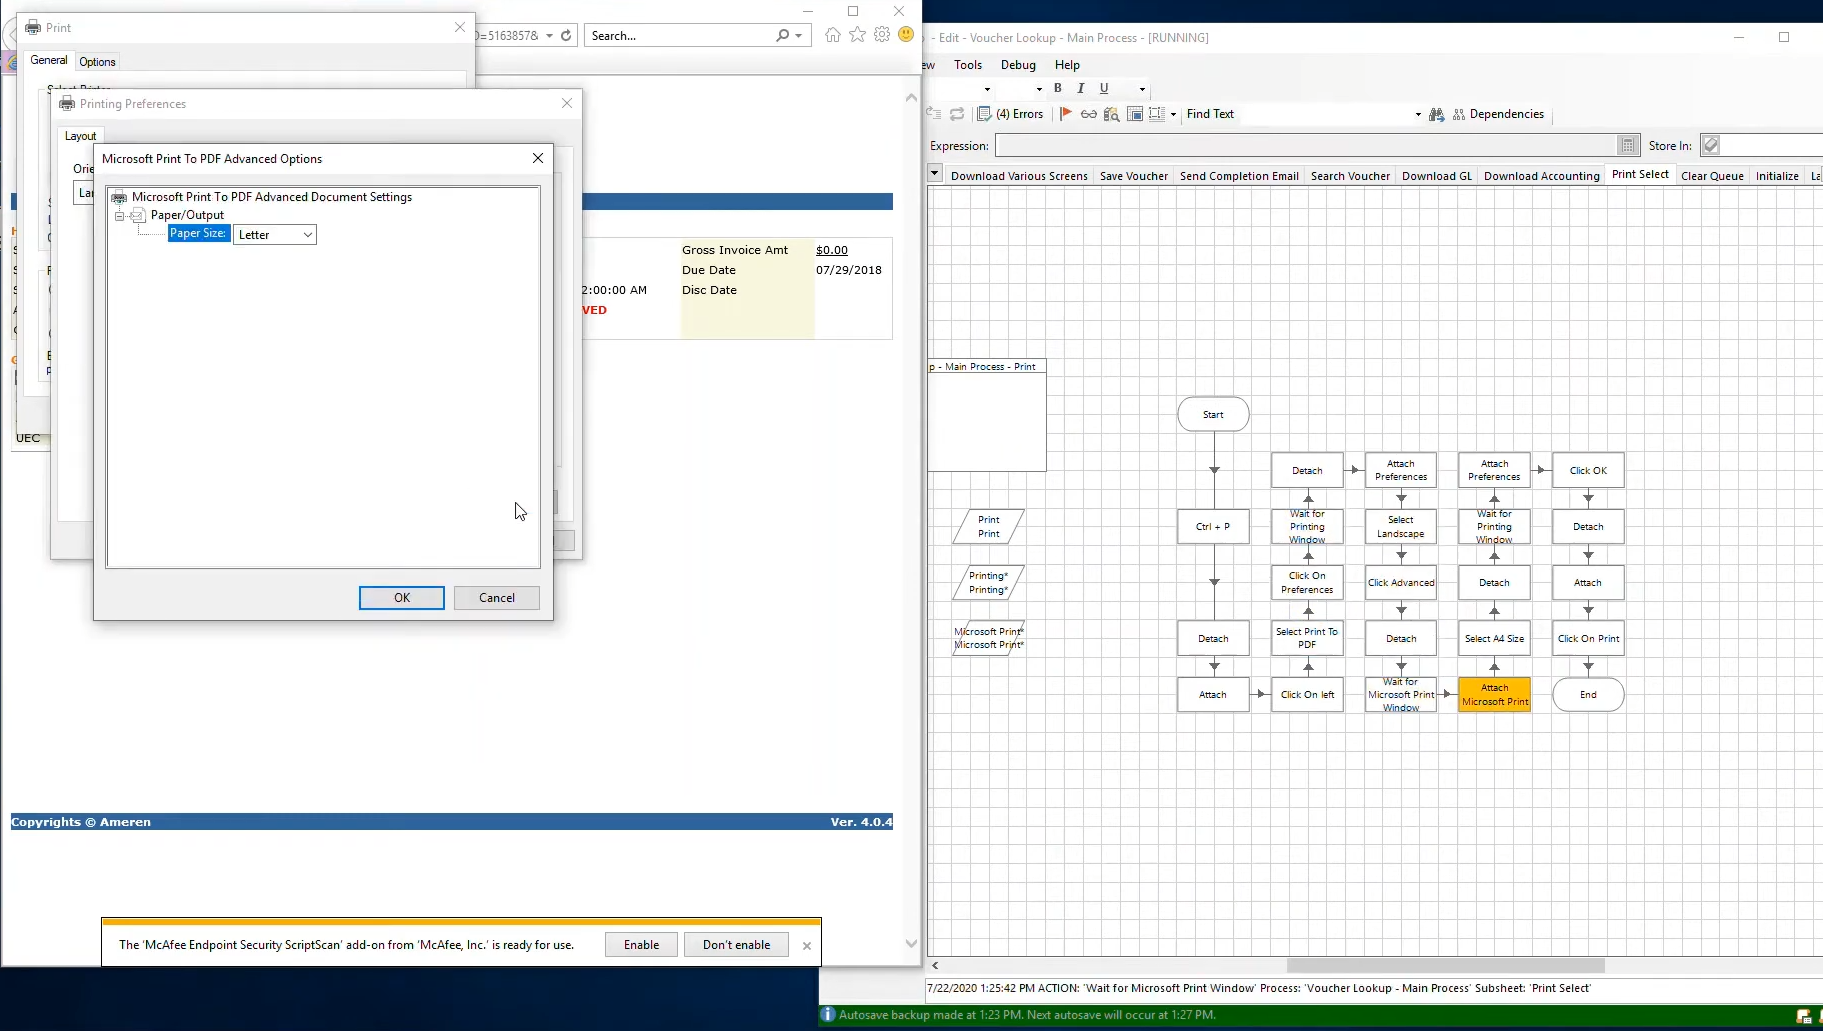 Print
General
Options
Printing Preferences
Layout
Microsoft Print To PDF Advanced Options
Microsoft Print To PDF Advanced Document Settings
Paper/Output
Paper Size:
Letter
OK
Cancel
D=5163857&
Search...
Gross Invoice Amt
$0.00
Due Date
07/29/2018
Disc Date
2:00:00 AM
VED
UEC
Copyrights © Ameren
Ver. 4.0.4
The 'McAfee Endpoint Security ScriptScan' add-on from 'McAfee, Inc.' is ready for use.
Enable
Don't enable
- Edit - Voucher Lookup - Main Process - [RUNNING]
ew
Tools
Debug
Help
B
I
U
(4) Errors
Find Text
Dependencies
Expression:
Store In:
Download Various Screens
Save Voucher
Send Completion Email
Search Voucher
Download GL
Download Accounting
Print Select
Clear Queue
Initialize
p - Main Process - Print
Start
Ctrl + P
Detach
Attach
Print
Print
Printing*
Printing*
Microsoft Print*
Microsoft Print*
Detach
Wait for
Printing
Window
Click On
Preferences
Select Print To
PDF
Click On left
Attach
Preferences
Select
Landscape
Click Advanced
Detach
Wait for
Microsoft Print
Window
Attach
Preferences
Wait for
Printing
Window
Detach
Select A4 Size
Attach
Microsoft Print
Click OK
Detach
Attach
Click On Print
End
7/22/2020 1:25:42 PM ACTION: 'Wait for Microsoft Print Window' Process: 'Voucher Lookup - Main Process' Subsheet: 'Print Select'
Autosave backup made at 1:23 PM. Next autosave will occur at 1:27 PM.